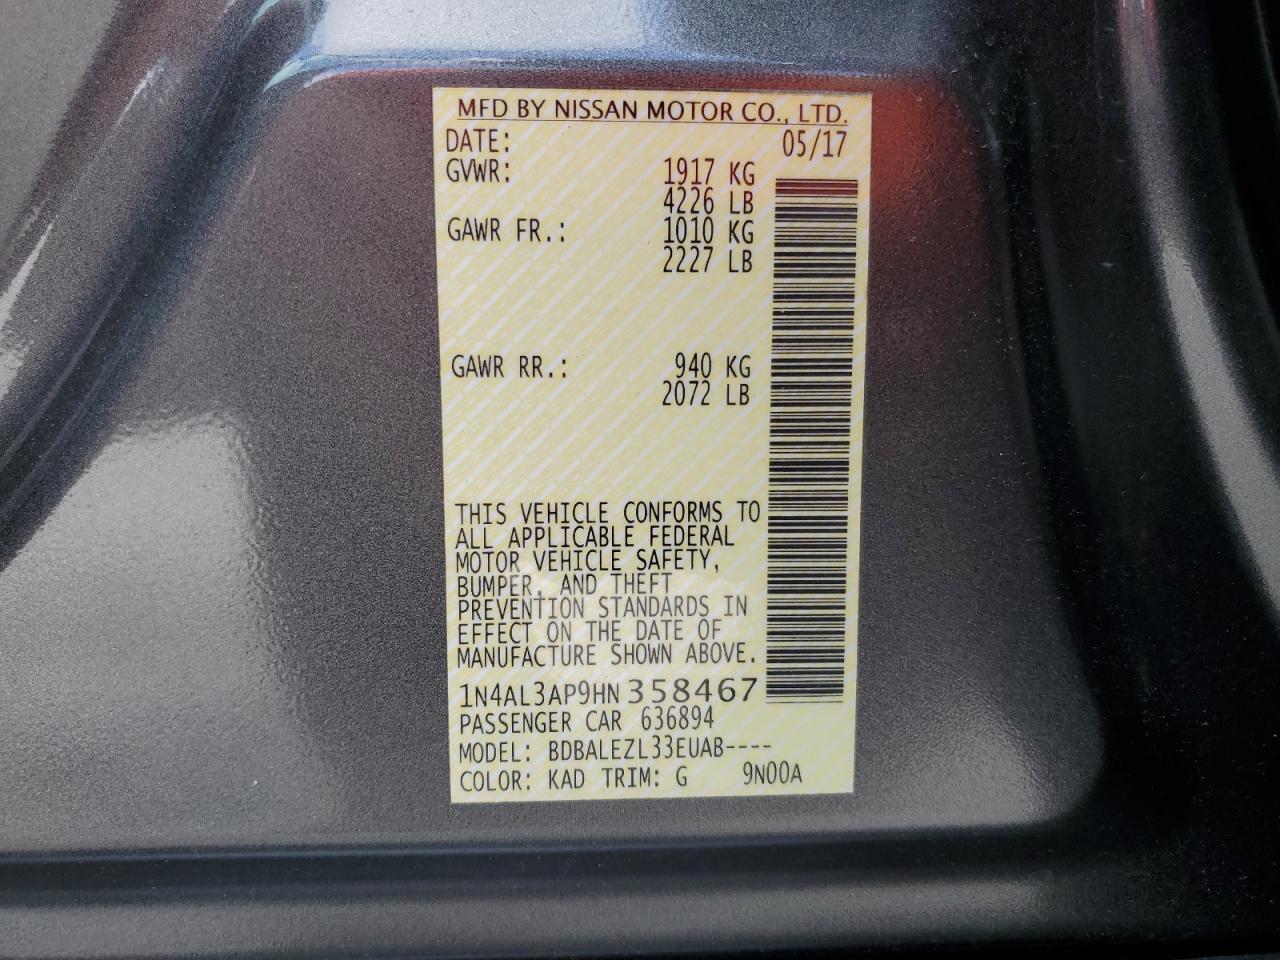 MFD BY NISSAN MOTOR CO., LTD.
DATE: 05/17
GVWR: 1917 KG
4226 LB
GAWR FR.: 1010 KG
2227 LB
GAWR RR.: 940 KG
2072 LB
THIS VEHICLE CONFORMS TO
ALL APPLICABLE FEDERAL
MOTOR VEHICLE SAFETY,
BUMPER, AND THEFT
PREVENTION STANDARDS IN
EFFECT ON THE DATE OF
MANUFACTURE SHOWN ABOVE.
1N4AL3AP9HN358467
PASSENGER CAR 636894
MODEL: BDBALEZL33EUAB----
COLOR: KAD TRIM: G 9N00A